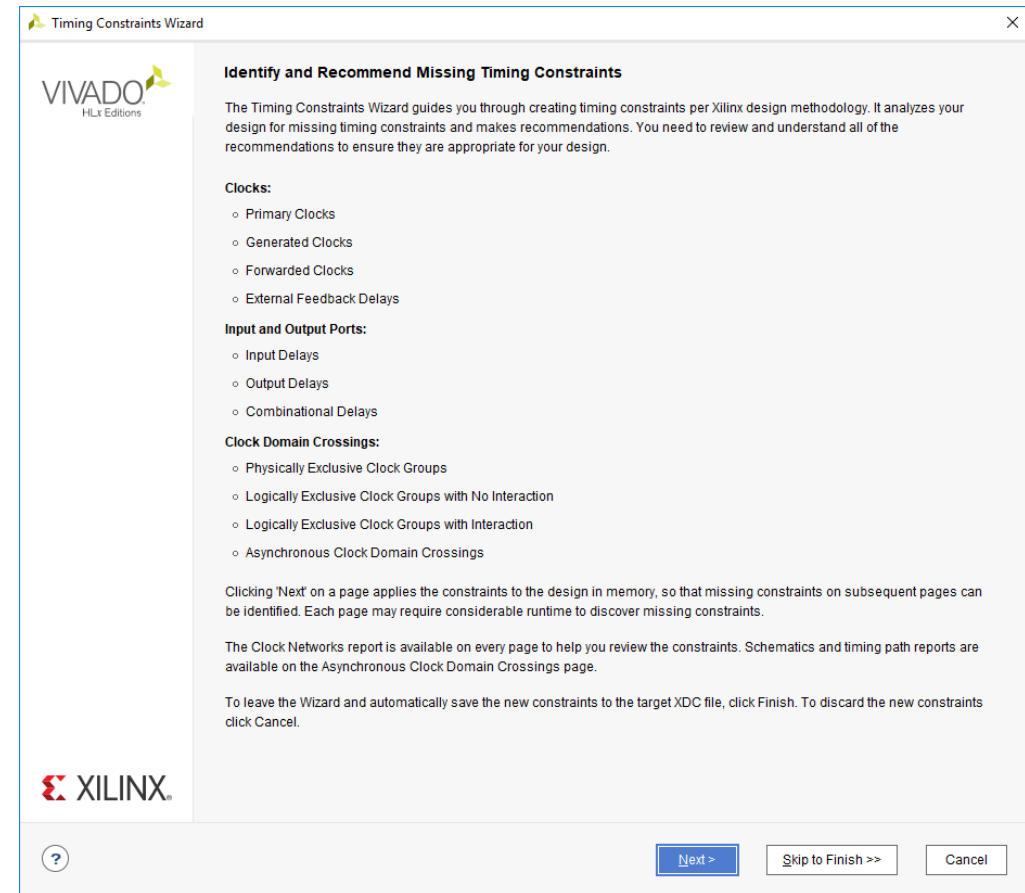 Timing Constraints Wizard
VIVADO
HLx Editions
Identify and Recommend Missing Timing Constraints
The Timing Constraints Wizard guides you through creating timing constraints per Xilinx design methodology. It analyzes your
design for missing timing constraints and makes recommendations. You need to review and understand all of the
recommendations to ensure they are appropriate for your design.
Clocks:
Primary Clocks
Generated Clocks
Forwarded Clocks
External Feedback Delays
Input and Output Ports:
Input Delays
Output Delays
Combinational Delays
Clock Domain Crossings:
Physically Exclusive Clock Groups
Logically Exclusive Clock Groups with No Interaction
Logically Exclusive Clock Groups with Interaction
Asynchronous Clock Domain Crossings
Clicking 'Next' on a page applies the constraints to the design in memory, so that missing constraints on subsequent pages can
be identified. Each page may require considerable runtime to discover missing constraints.
The Clock Networks report is available on every page to help you review the constraints. Schematics and timing path reports are
available on the Asynchronous Clock Domain Crossings page.
To leave the Wizard and automatically save the new constraints to the target XDC file, click Finish. To discard the new constraints
click Cancel.
XILINX®
?
Next >
Skip to Finish >>
Cancel